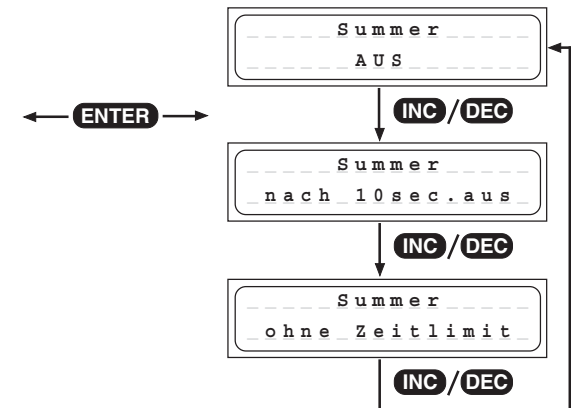 Summer
AUS
ENTER
INC/DEC
Summer
nach 10sec.aus
INC/DEC
Summer
ohne Zeitlimit
INC/DEC